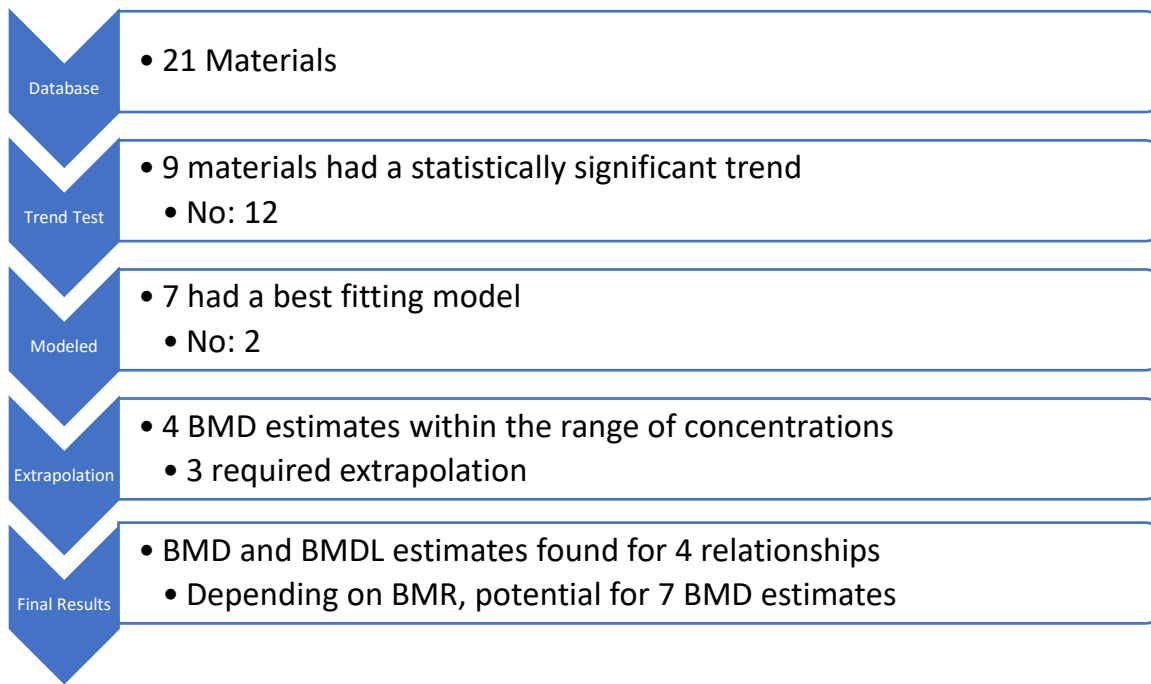 Database
• 21 Materials
Trend Test
• 9 materials had a statistically significant trend
• No: 12
Modeled
• 7 had a best fitting model
• No: 2
Extrapolation
• 4 BMD estimates within the range of concentrations
• 3 required extrapolation
Final Results
• BMD and BMDL estimates found for 4 relationships
• Depending on BMR, potential for 7 BMD estimates